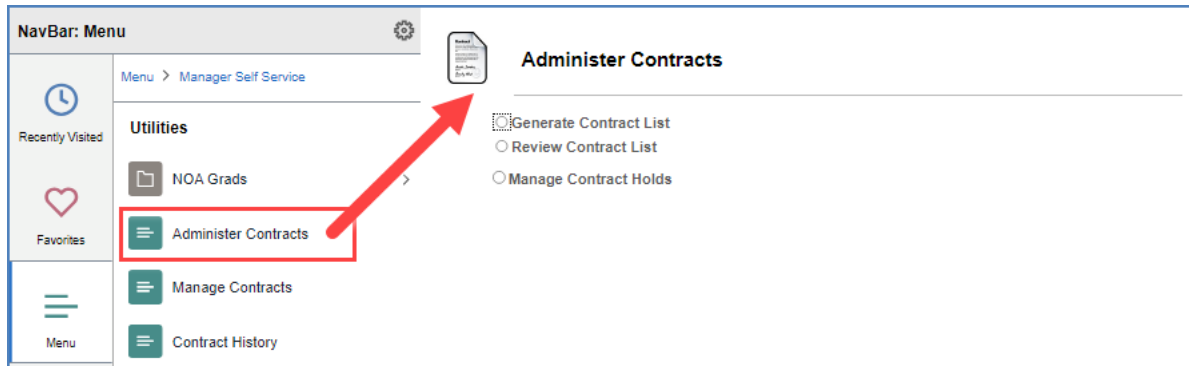 NavBar: Menu
Recently Visited
Favorites
Menu
Menu > Manager Self Service
Utilities
NOA Grads
Administer Contracts
Manage Contracts
Contract History
Administer Contracts
Generate Contract List
Review Contract List
Manage Contract Holds